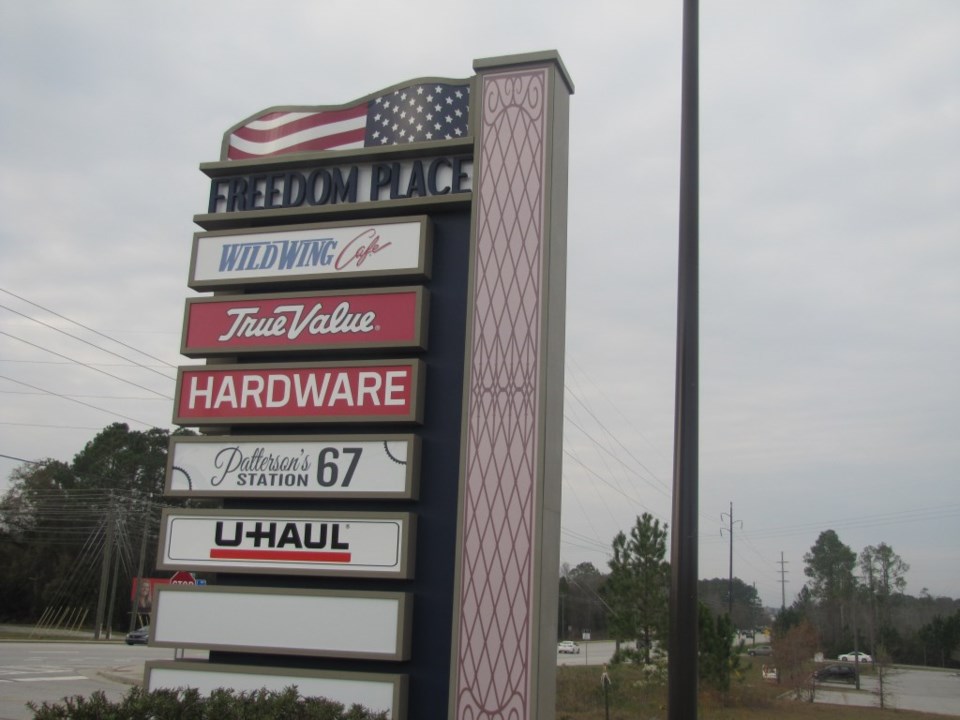 FREEDOM PLACE
WILD WING Cafe
True Value®
HARDWARE
Patterson's
STATION 67
U-HAUL®
STOP